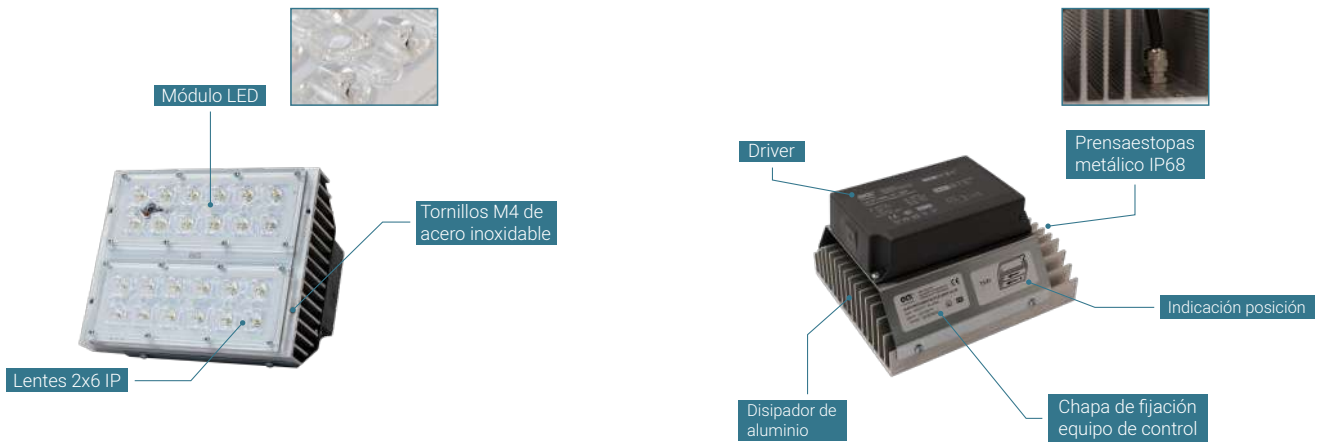 Módulo LED
Tornillos M4 de
acero inoxidable
Lentes 2x6 IP
Driver
Prensaestopas
metálico IP68
Indicación posición
Disipador de
aluminio
Chapa de fijación
equipo de control